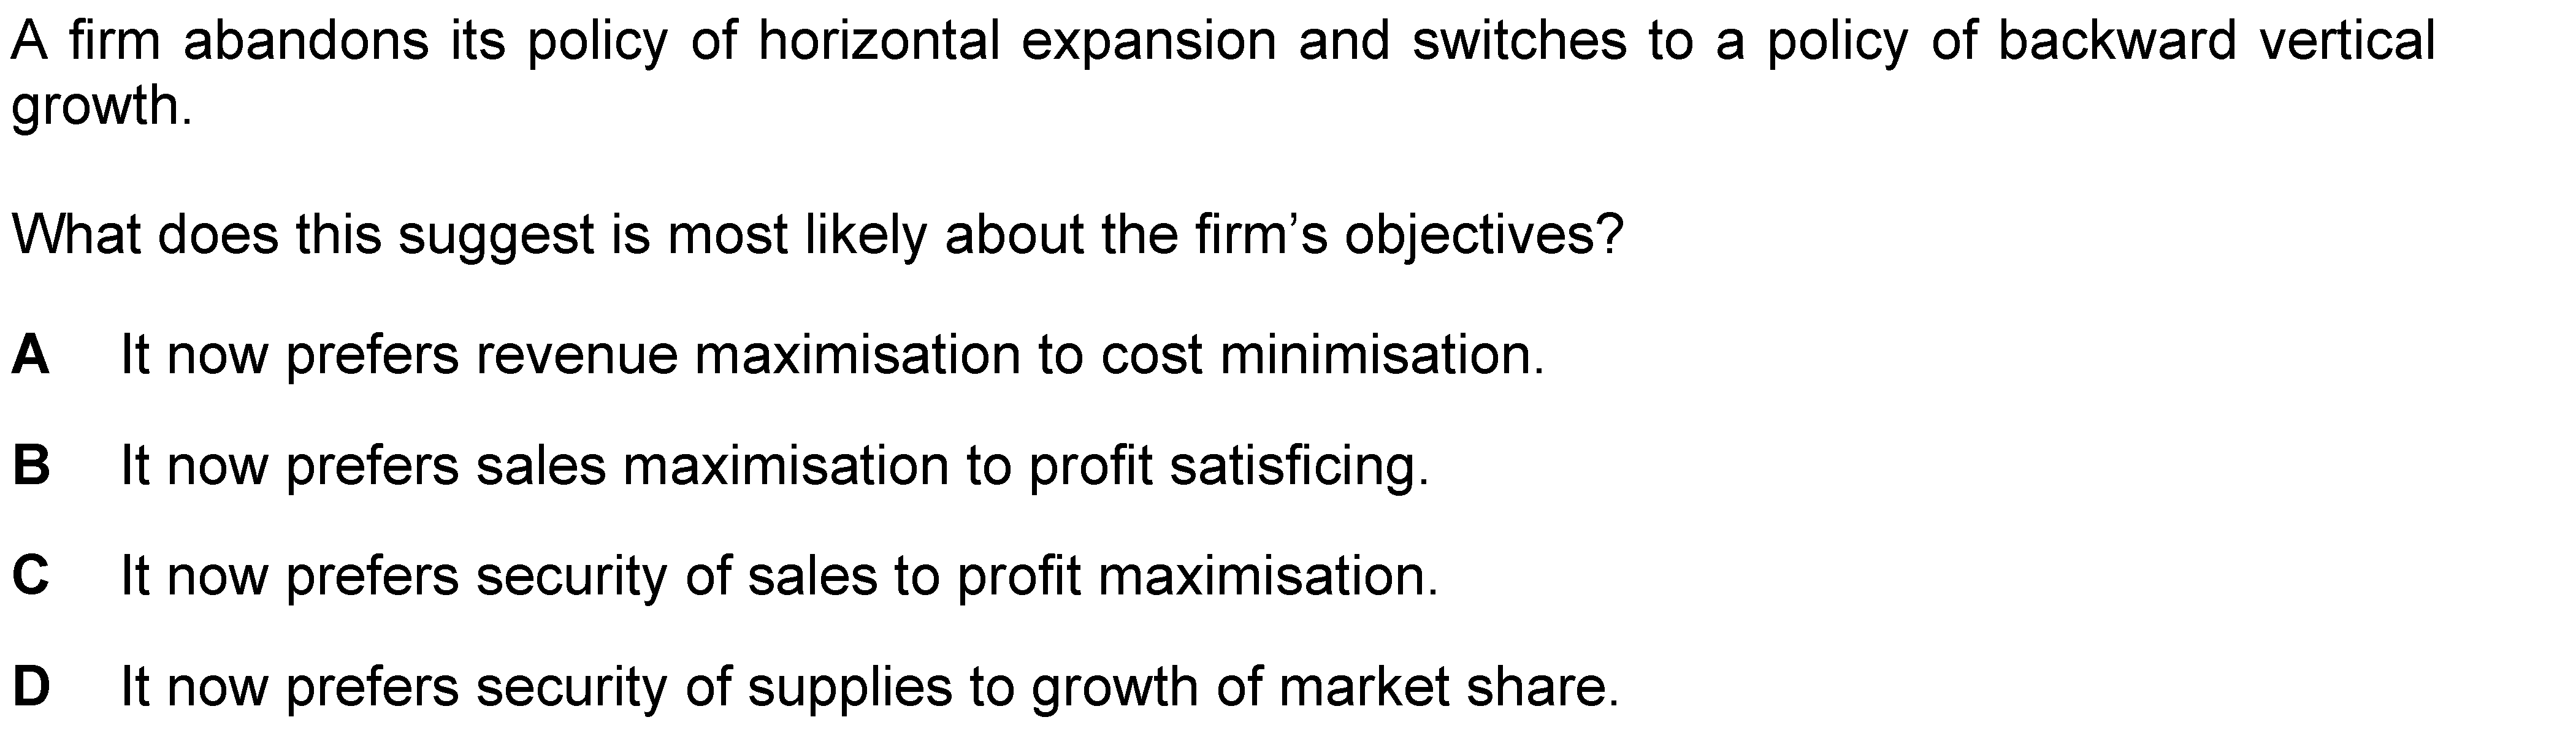 A firm abandons its policy of horizontal expansion and switches to a policy of backward vertical
growth.
What does this suggest is most likely about the firm’s objectives?
A It now prefers revenue maximisation to cost minimisation.
B It now prefers sales maximisation to profit satisficing.
C It now prefers security of sales to profit maximisation.
D It now prefers security of supplies to growth of market share.